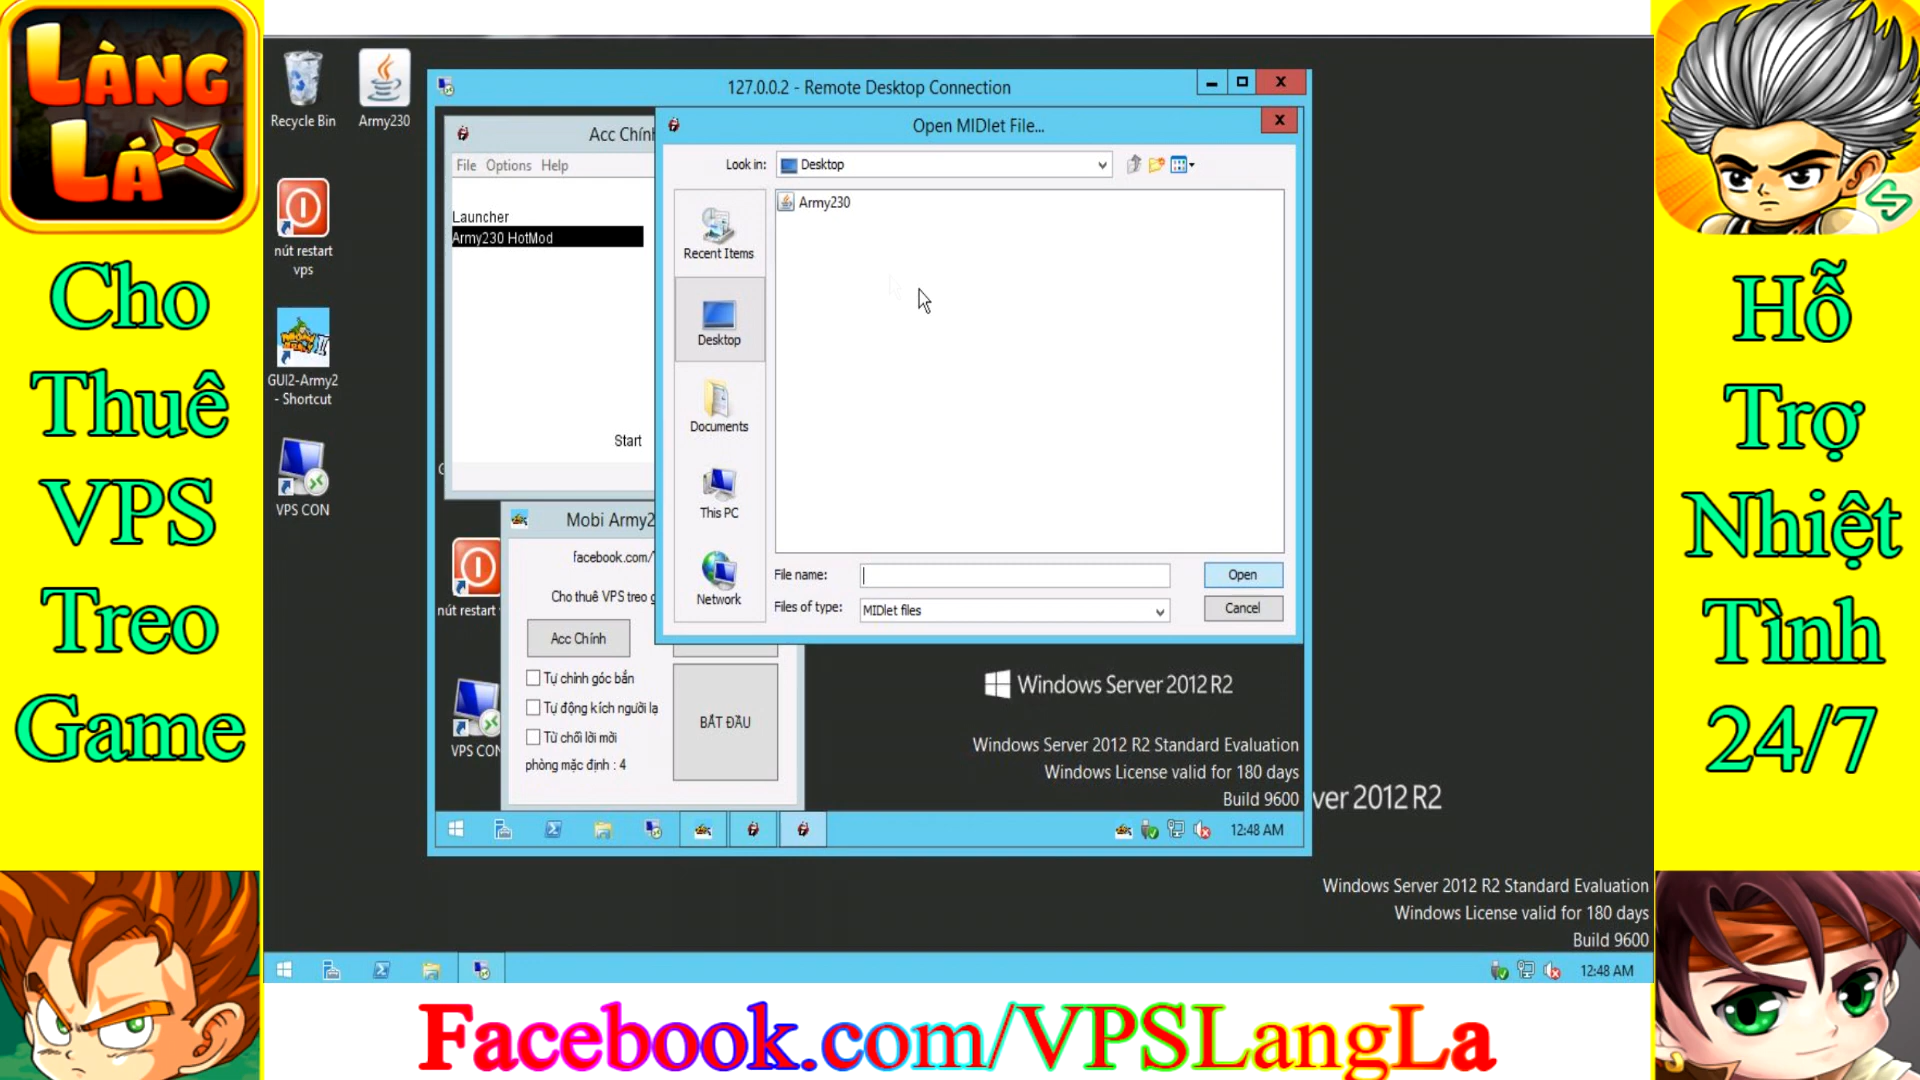 LÀNG
LÁ
Cho
Thuê
VPS
Treo
Game
Recycle Bin
Army230
nút restart
vps
GUI2-Army2
- Shortcut
VPS CON
127.0.0.2 - Remote Desktop Connection
Acc Chính
File Options Help
Launcher
Army230 HotMod
Start
Open MIDlet File...
Look in:
Desktop
Army230
Recent Items
Desktop
Documents
This PC
Network
File name:
Open
Files of type:
MIDlet files
Cancel
nút restart
VPS CON
Mobi Army2
facebook.com/
Cho thuê VPS treo g
Acc Chính
Tự chỉnh góc bắn
Tự động kích người lạ
Từ chối lời mời
phòng mặc định : 4
BẮT ĐẦU
Windows Server 2012 R2
Windows Server 2012 R2 Standard Evaluation
Windows License valid for 180 days
Build 9600
12:48 AM
ver 2012 R2
Windows Server 2012 R2 Standard Evaluation
Windows License valid for 180 days
Build 9600
12:48 AM
Hỗ
Trợ
Nhiệt
Tình
24/7
Facebook.com/VPSLangLa